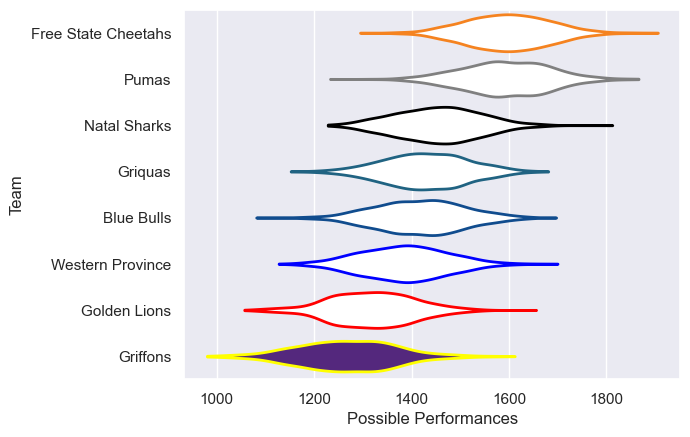 Free State Cheetahs
Pumas
Natal Sharks
Griquas
Blue Bulls
Western Province
Golden Lions
Griffons
Team
1000 1200 1400 1600 1800
Possible Performances